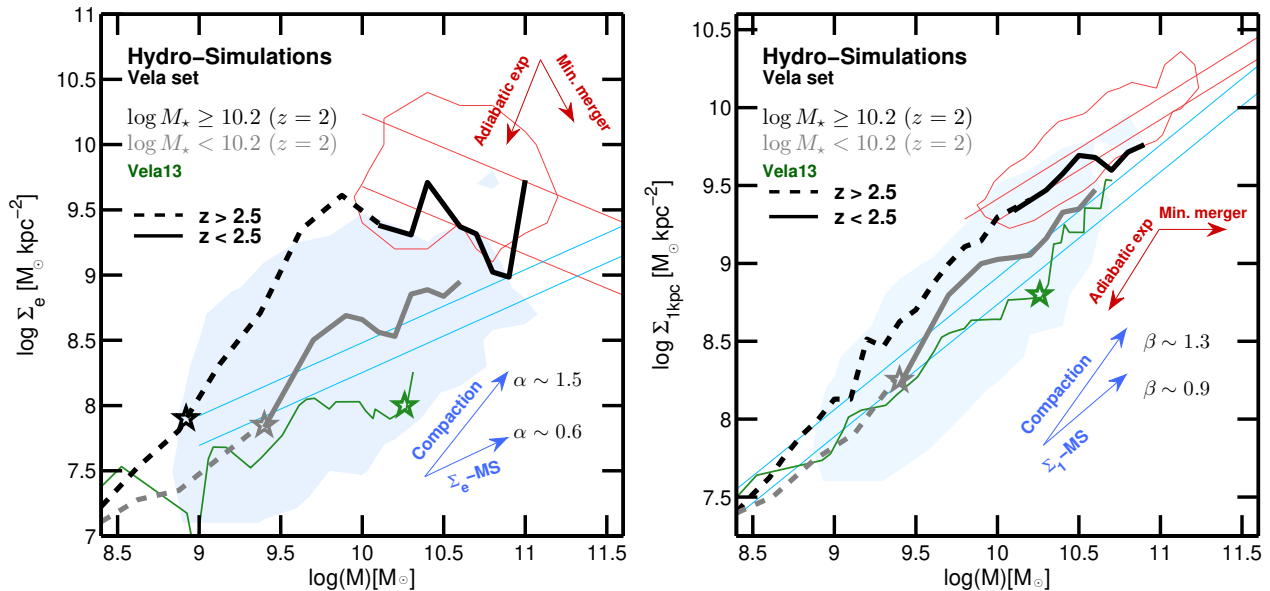 11
10.5
10
9.5
9
8.5
8
7.5
7
log Σe [M⊙ kpc−2]
8.5 9 9.5 10 10.5 11 11.5
log(M)[M⊙]
Hydro−Simulations
Vela set
log M⋆ ≥ 10.2 (z = 2)
log M⋆ < 10.2 (z = 2)
Vela13
z > 2.5
z < 2.5
Adiabatic exp
Min. merger
Compaction
α ∼ 1.5
α ∼ 0.6
Σe−MS
10.5
10
9.5
9
8.5
8
7.5
log Σ1kpc [M⊙ kpc−2]
8.5 9 9.5 10 10.5 11 11.5
log(M)[M⊙]
Hydro−Simulations
Vela set
log M⋆ ≥ 10.2 (z = 2)
log M⋆ < 10.2 (z = 2)
Vela13
z > 2.5
z < 2.5
Min. merger
Adiabatic exp
Compaction
β ∼ 1.3
β ∼ 0.9
Σ1−MS